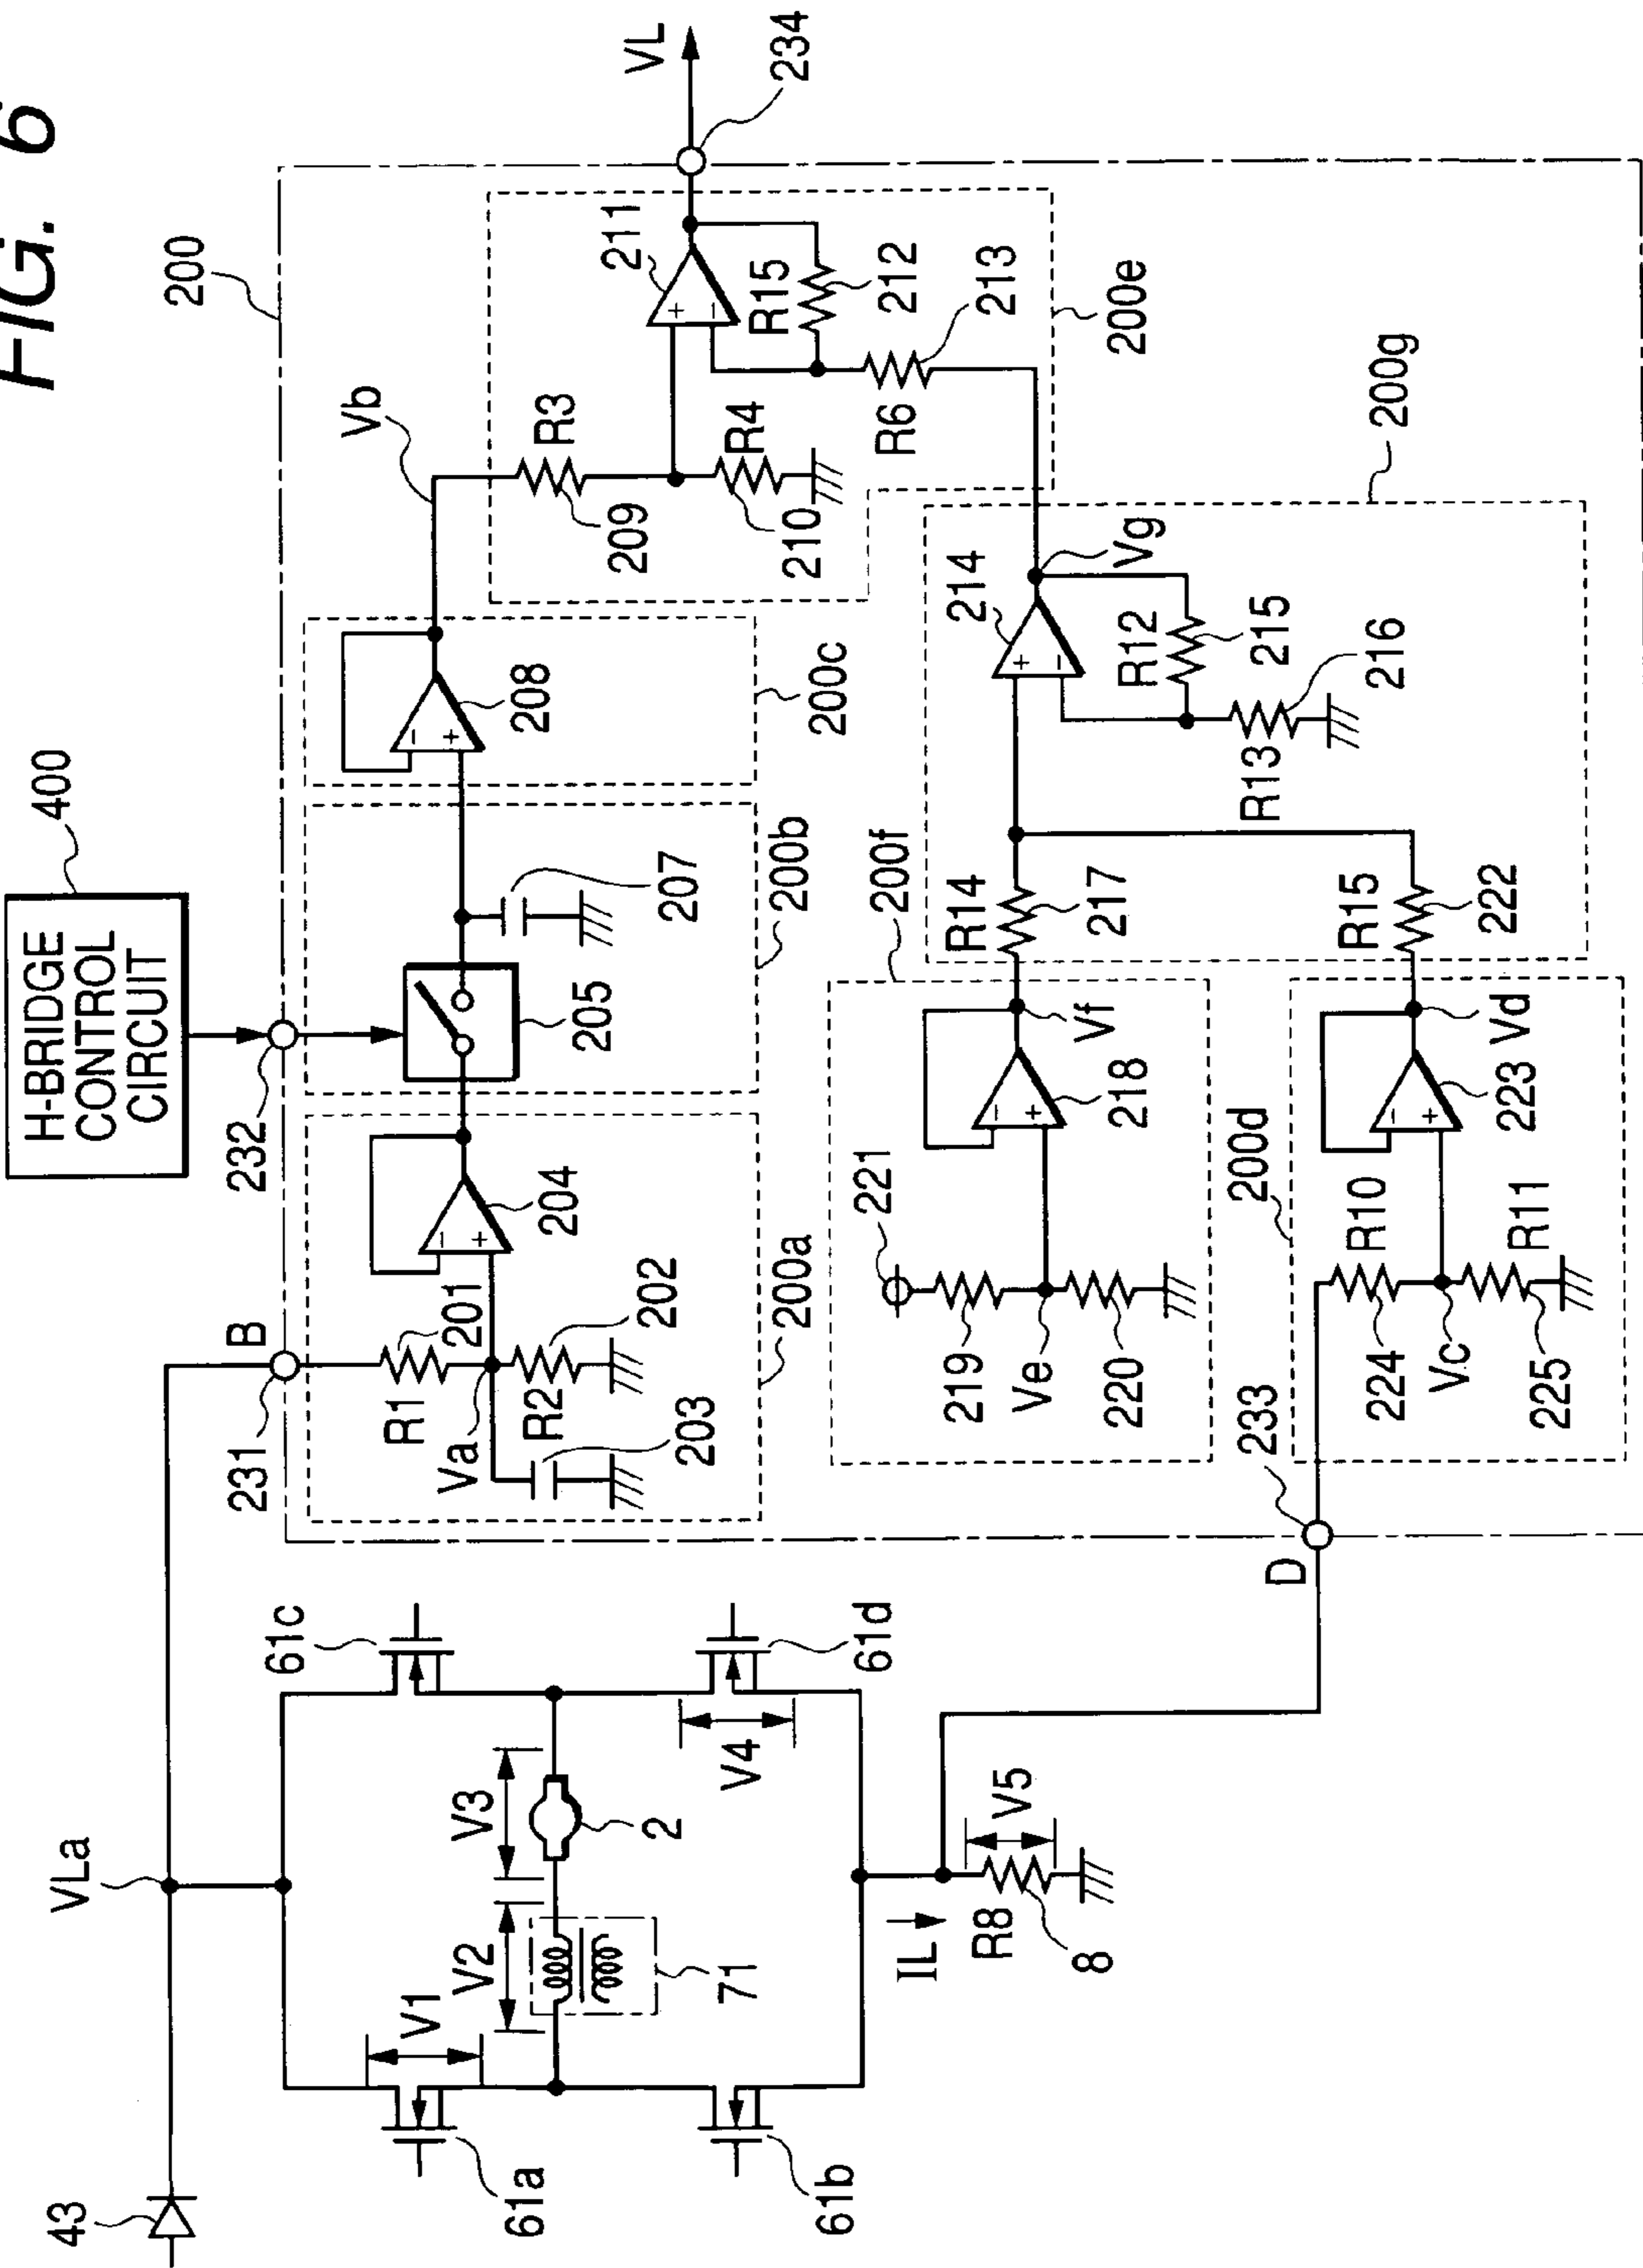 FIG. 6
H-BRIDGE
CONTROL
CIRCUIT
400
200
VL
234
43
VLa
231
B
232
61a
61b
61c
61d
V1
V2
V3
V4
V5
71
2
IL
R8
8
D
233
R1
201
Va
R2
202
203
204
200a
205
207
200b
208
200c
Vb
R3
209
R4
210
211
R15
212
R6
213
200e
221
219
Ve
220
218
Vf
200f
R14
217
R15
222
214
Vg
R12
215
R13
216
200g
200d
R10
224
Vc
R11
225
223
Vd